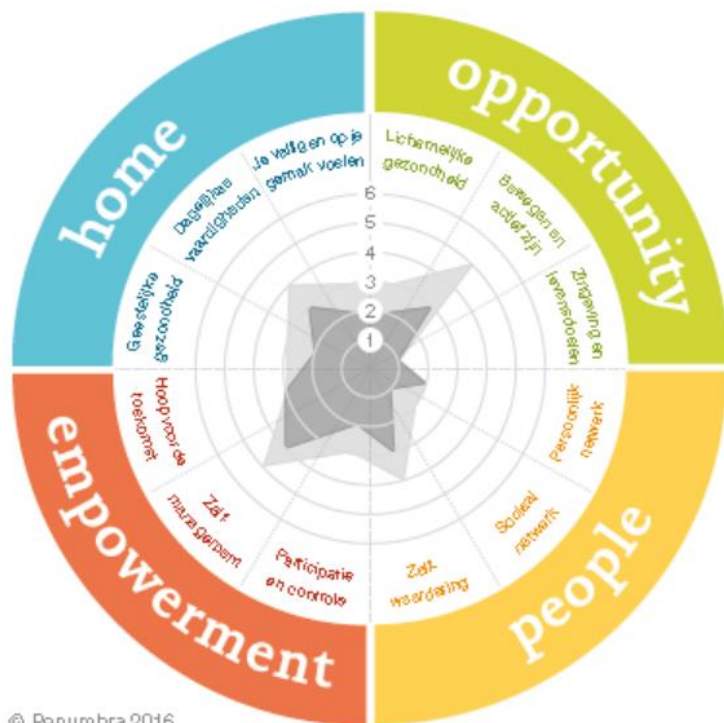 home
opportunity
people
empowerment
Je veilig en op je
gemak voelen
Lichamelijke
gezondheid
Bewegen en
actief zijn
Zingeving en
levensdoelen
Persoonlijk
netwerk
Sociaal
netwerk
Zelf
waardering
Participatie
en controle
Zelf
management
Hoop voor de
toekomst
Geestelijke
gezondheid
Dagelijkse
vaardigheden
6
5
4
3
2
1
© Penumbra 2016